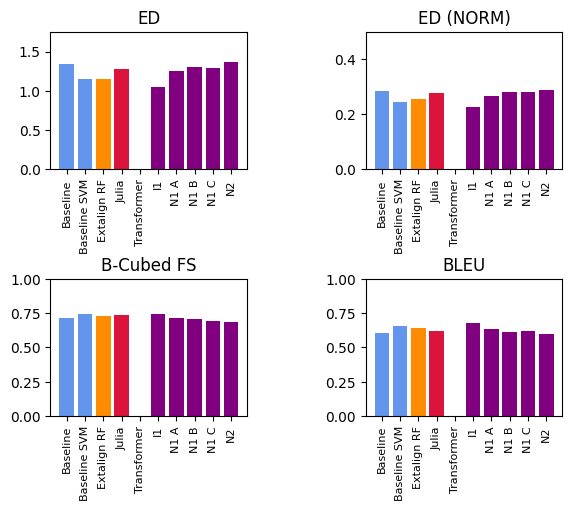 ED
1.5
1.0
0.5
0.0
Baseline
Baseline SVM
Extalign RF
Julia
Transformer
I1
N1 A
N1 B
N1 C
N2
ED (NORM)
0.4
0.2
0.0
Baseline
Baseline SVM
Extalign RF
Julia
Transformer
I1
N1 A
N1 B
N1 C
N2
B-Cubed FS
1.00
0.75
0.50
0.25
0.00
Baseline
Baseline SVM
Extalign RF
Julia
Transformer
I1
N1 A
N1 B
N1 C
N2
BLEU
1.00
0.75
0.50
0.25
0.00
Baseline
Baseline SVM
Extalign RF
Julia
Transformer
I1
N1 A
N1 B
N1 C
N2